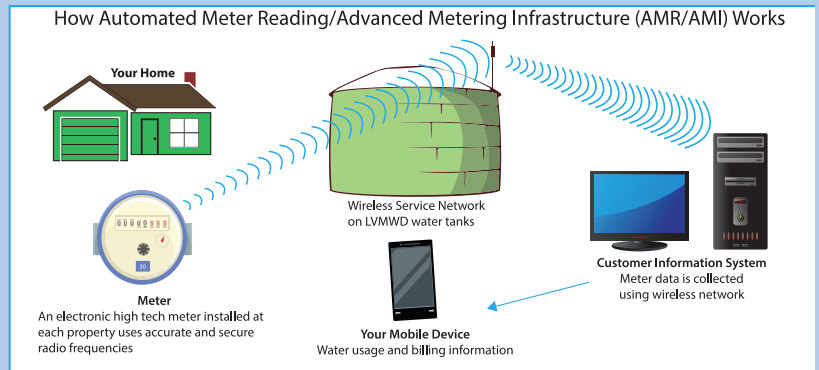 How Automated Meter Reading/Advanced Metering Infrastructure (AMR/AMI) Works
Your Home
Wireless Service Network
on LVMWD water tanks
30
Meter
An electronic high tech meter installed at
each property uses accurate and secure
radio frequencies
Customer Information System
Meter data is collected
using wireless network
Your Mobile Device
Water usage and billing information